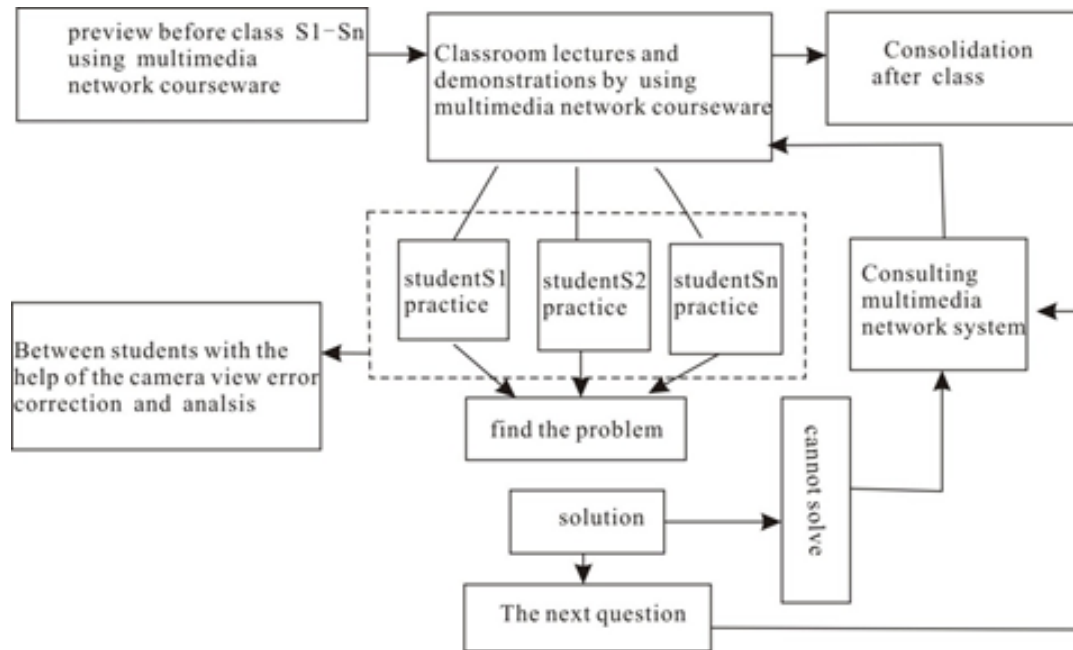 preview before class S1-Sn
using multimedia
network courseware
Classroom lectures and
demonstrations by using
multimedia network courseware
Consolidation
after class
studentS1
practice
studentS2
practice
studentSn
practice
Consulting
multimedia
network system
Between students with the
help of the camera view error
correction and analsis
find the problem
cannot solve
solution
The next question